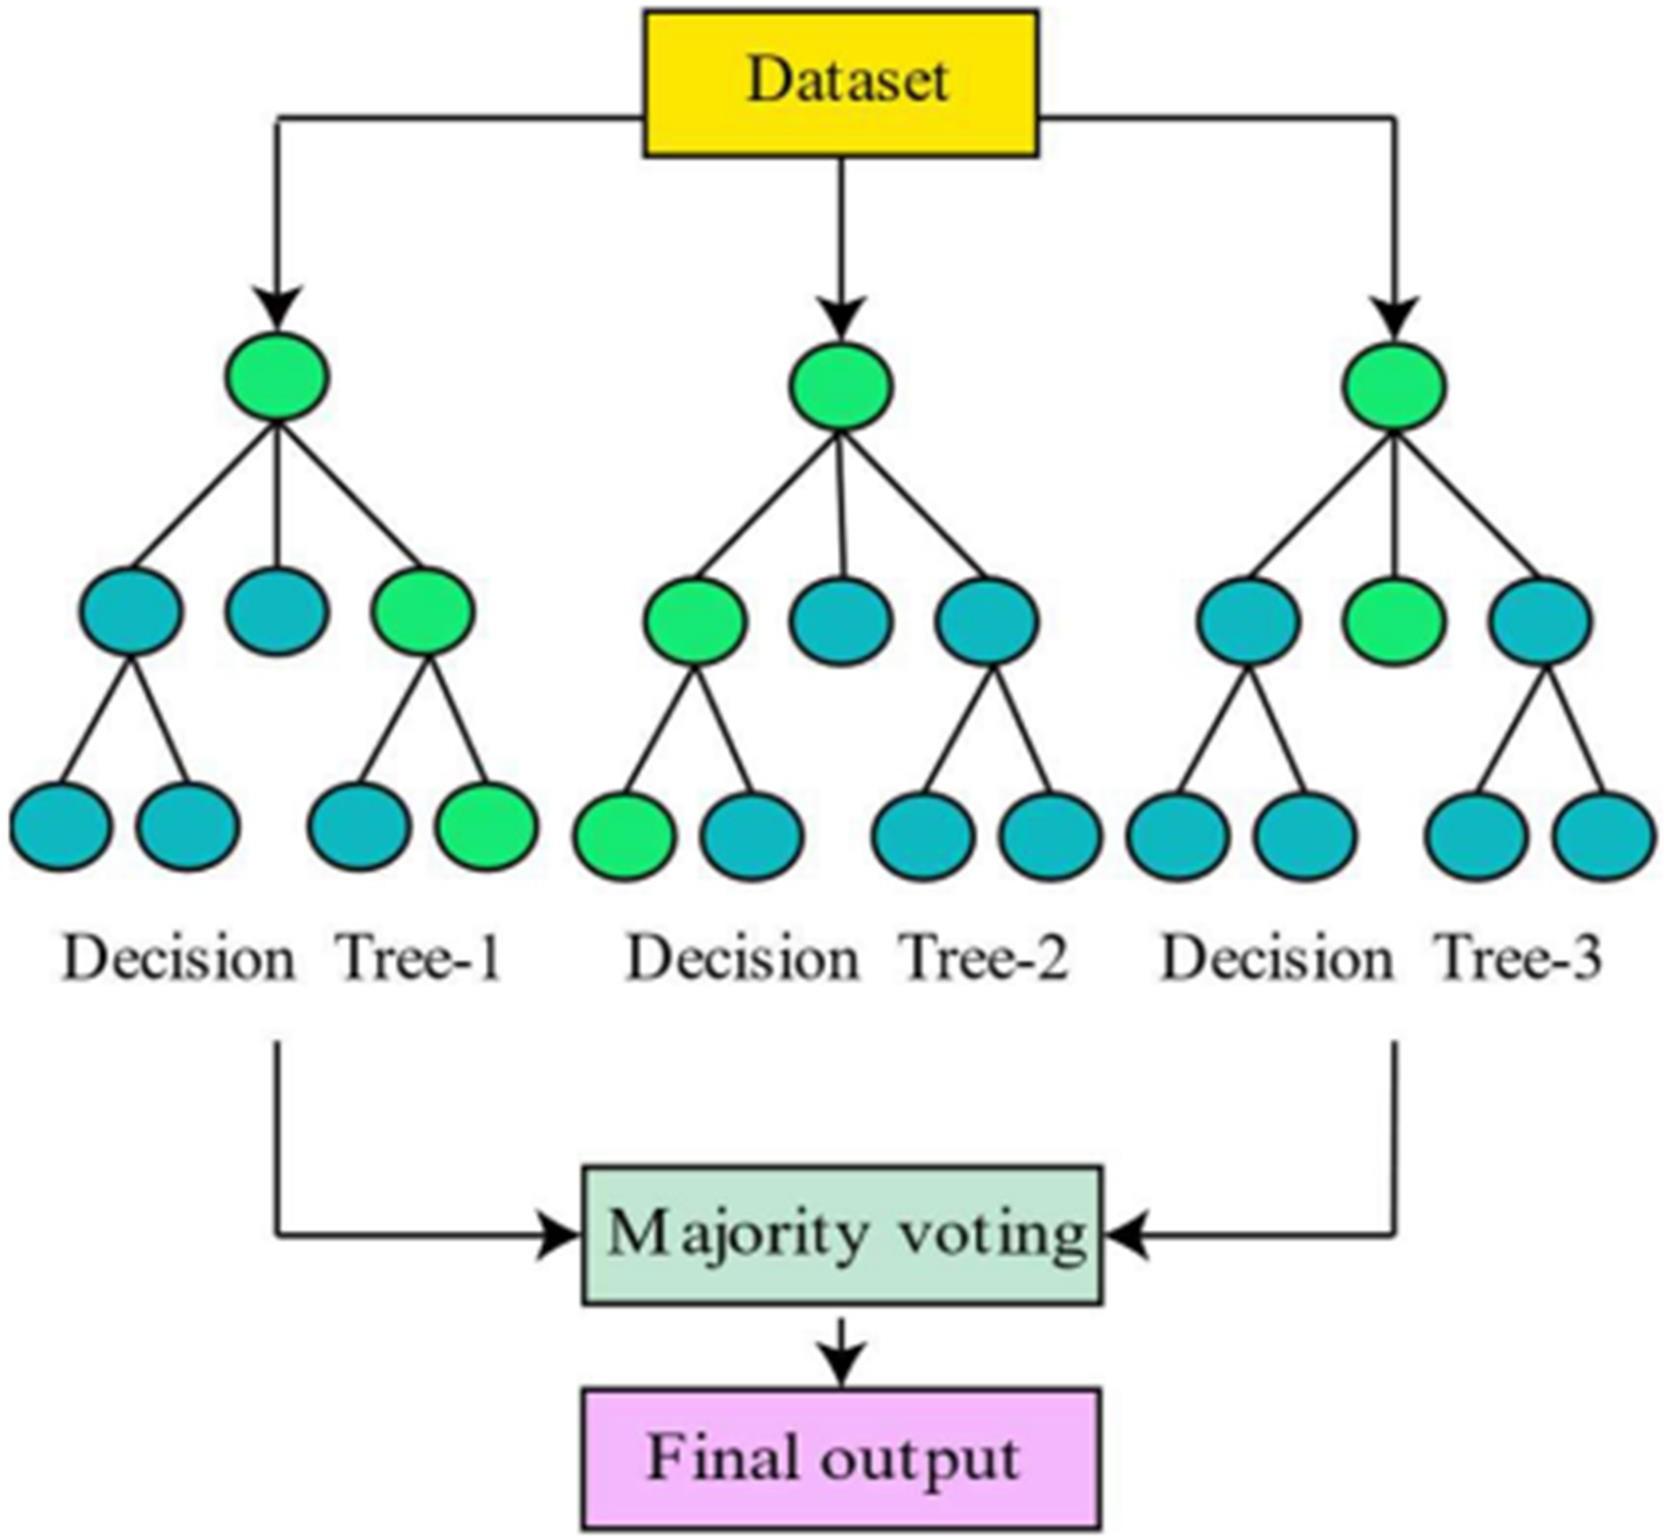 Dataset
Decision Tree-1
Decision Tree-2
Decision Tree-3
Majority voting
Final output